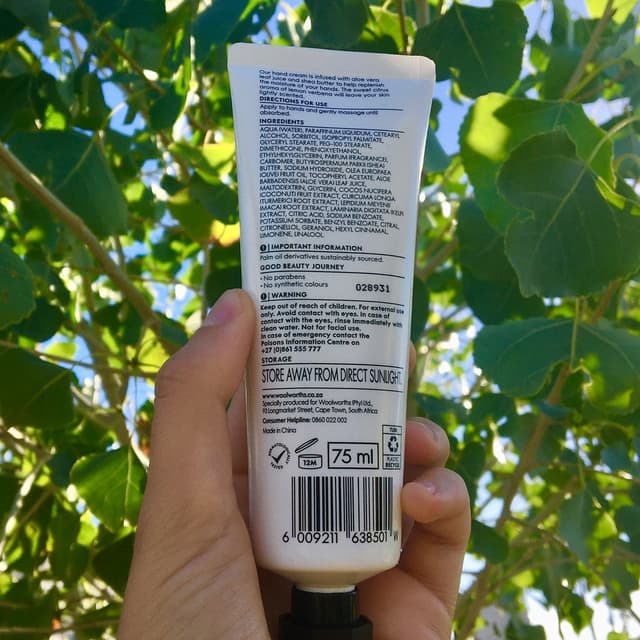 Our hand cream is infused with aloe vera
leaf juice and shea butter to help replenish
the moisture of your hands. The sweet citrus
aroma of lemon verbena will leave your skin
lightly scented.
DIRECTIONS FOR USE
Apply to hands and gently massage until
absorbed.
INGREDIENTS
AQUA (WATER), PARAFFINUM LIQUIDUM, CETEARYL
ALCOHOL, SORBITOL, ISOPROPYL PALMITATE,
GLYCERYL STEARATE, PEG-100 STEARATE,
DIMETHICONE, PHENOXYETHANOL,
ETHYLHEXYLGLYCERIN, PARFUM (FRAGRANCE),
CARBOMER, BUTYROSPERMUM PARKII (SHEA)
BUTTER, SODIUM HYDROXIDE, OLEA EUROPAEA
(OLIVE) FRUIT OIL, TOCOPHERYL ACETATE, ALOE
BARBADENSIS (ALOE VERA) LEAF JUICE,
MALTODEXTRIN, GLYCERIN, COCOS NUCIFERA
(COCONUT) FRUIT EXTRACT, CURCUMA LONGA
(TURMERIC) ROOT EXTRACT, LEPIDIUM MEYENII
(MACA) ROOT EXTRACT, LAMINARIA DIGITATA (KELP)
EXTRACT, CITRIC ACID, SODIUM BENZOATE,
POTASSIUM SORBATE, BENZYL BENZOATE, CITRAL,
CITRONELLOL, GERANIOL, HEXYL CINNAMAL,
LIMONENE, LINALOOL
! IMPORTANT INFORMATION
Palm oil derivatives sustainably sourced.
GOOD BEAUTY JOURNEY
• No parabens
• No synthetic colours 028931
! WARNING
Keep out of reach of children. For external use
only. Avoid contact with eyes. In case of
contact with the eyes, rinse immediately with
clean water. Not for facial use.
In case of emergency contact the
Poisons Information Centre on
+27 (0)861 555 777
STORAGE
STORE AWAY FROM DIRECT SUNLIGHT.
www.woolworths.co.za
Specially produced for Woolworths (Pty) Ltd.,
93 Longmarket Street, Cape Town, South Africa
Consumer Helpline: 0860 022 002
Made in China
DERMATOLOGICALLY TESTED
12M
75 ml
TUBE
PLASTIC
RECYCLE
6 009211 638501 W